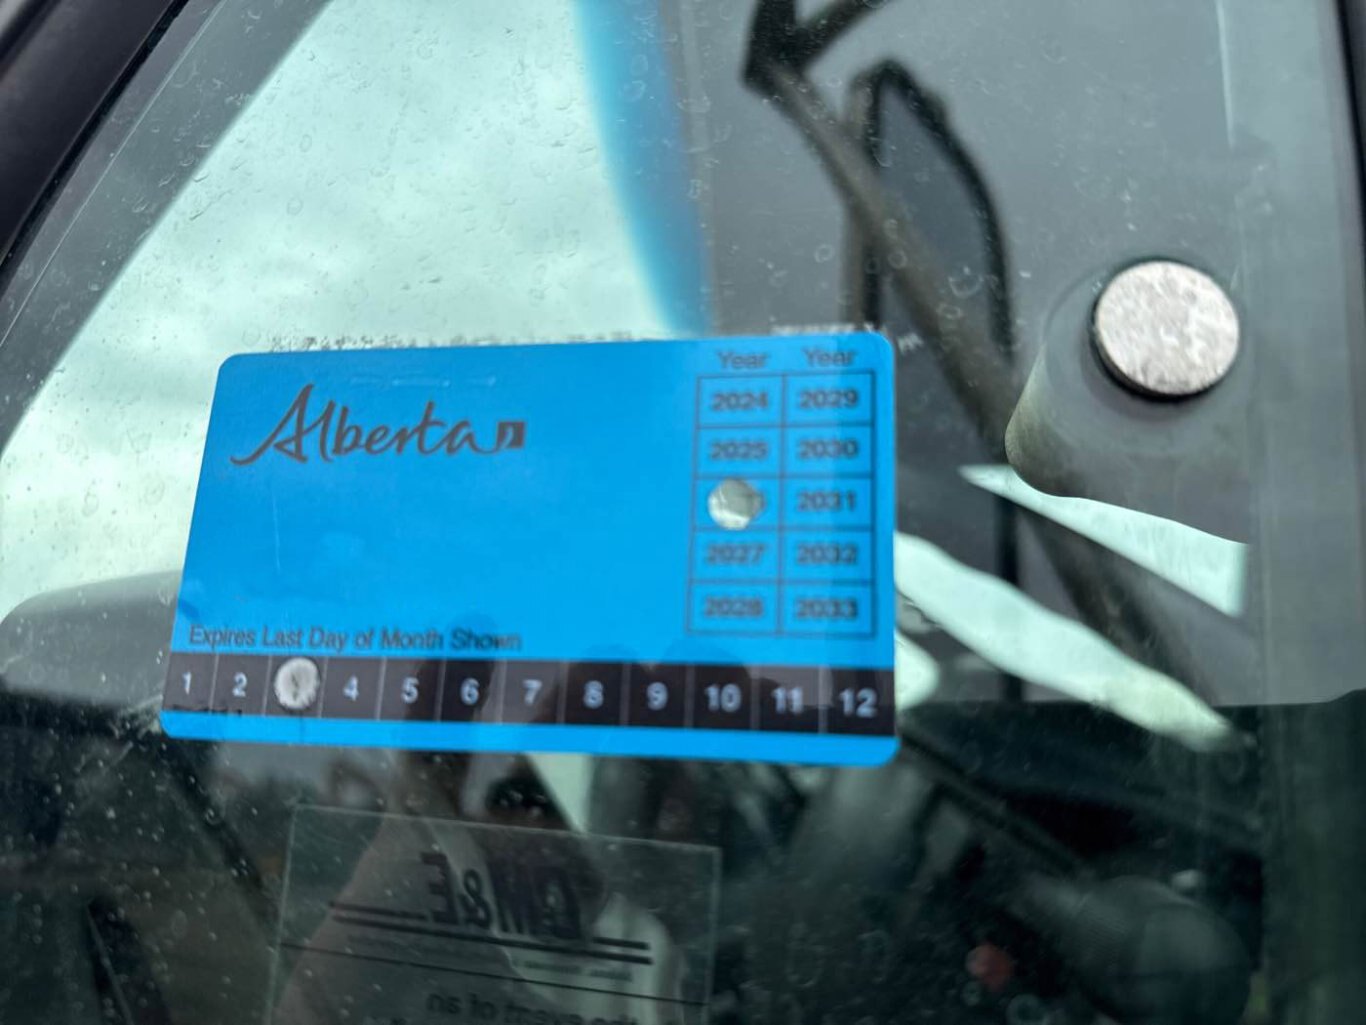 Alberta
Year Year
2024 2029
2025 2030
2031
2027 2032
2028 2033
Expires Last Day of Month Shown
1 2 4 5 6 7 8 9 10 11 12